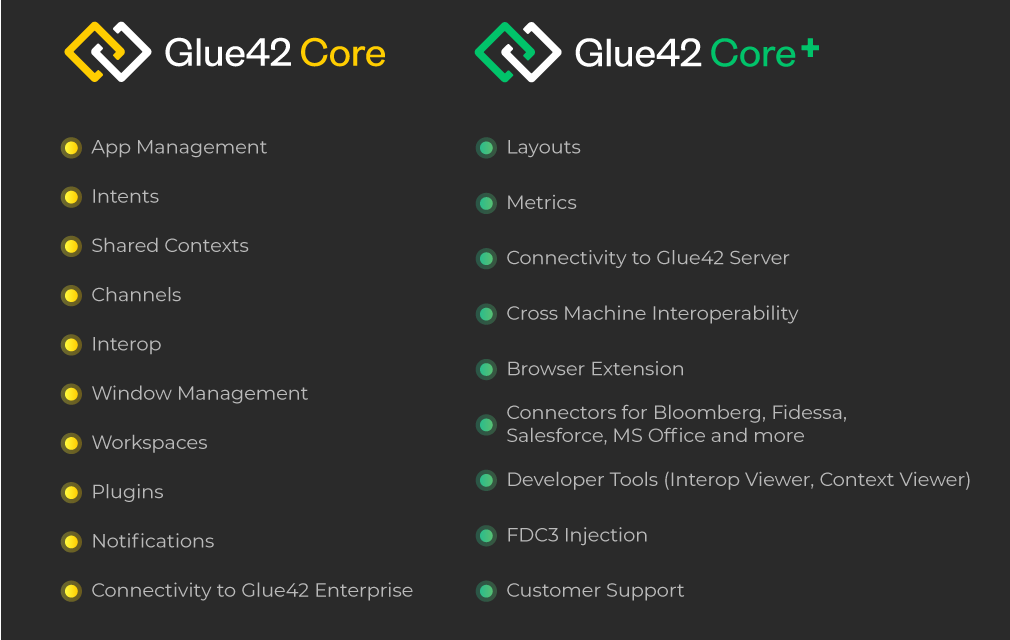 Glue42 Core
App Management
Intents
Shared Contexts
Channels
Interop
Window Management
Workspaces
Plugins
Notifications
Connectivity to Glue42 Enterprise
Glue42 Core+
Layouts
Metrics
Connectivity to Glue42 Server
Cross Machine Interoperability
Browser Extension
Connectors for Bloomberg, Fidessa,
Salesforce, MS Office and more
Developer Tools (Interop Viewer, Context Viewer)
FDC3 Injection
Customer Support